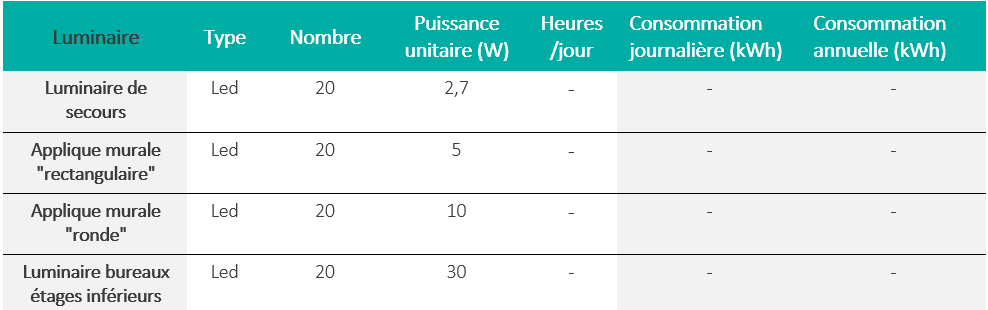 Luminaire Type Nombre Puissance unitaire (W) Heures /jour Consommation journalière (kWh) Consommation annuelle (kWh)
Luminaire de secours Led 20 2,7 - - -
Applique murale "rectangulaire" Led 20 5 - - -
Applique murale "ronde" Led 20 10 - - -
Luminaire bureaux étages inférieurs Led 20 30 - - -